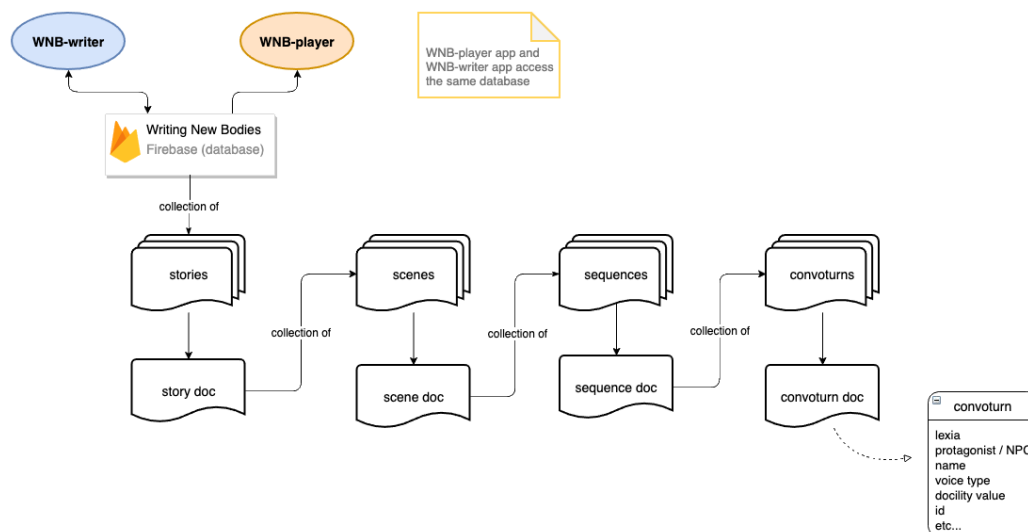 WNB-writer
WNB-player
WNB-player app and
WNB-writer app access
the same database
Writing New Bodies
Firebase (database)
collection of
stories
scenes
sequences
convoturns
collection of
collection of
collection of
story doc
scene doc
sequence doc
convoturn doc
convoturn
lexia
protagonist / NPC
name
voice type
docility value
id
etc...